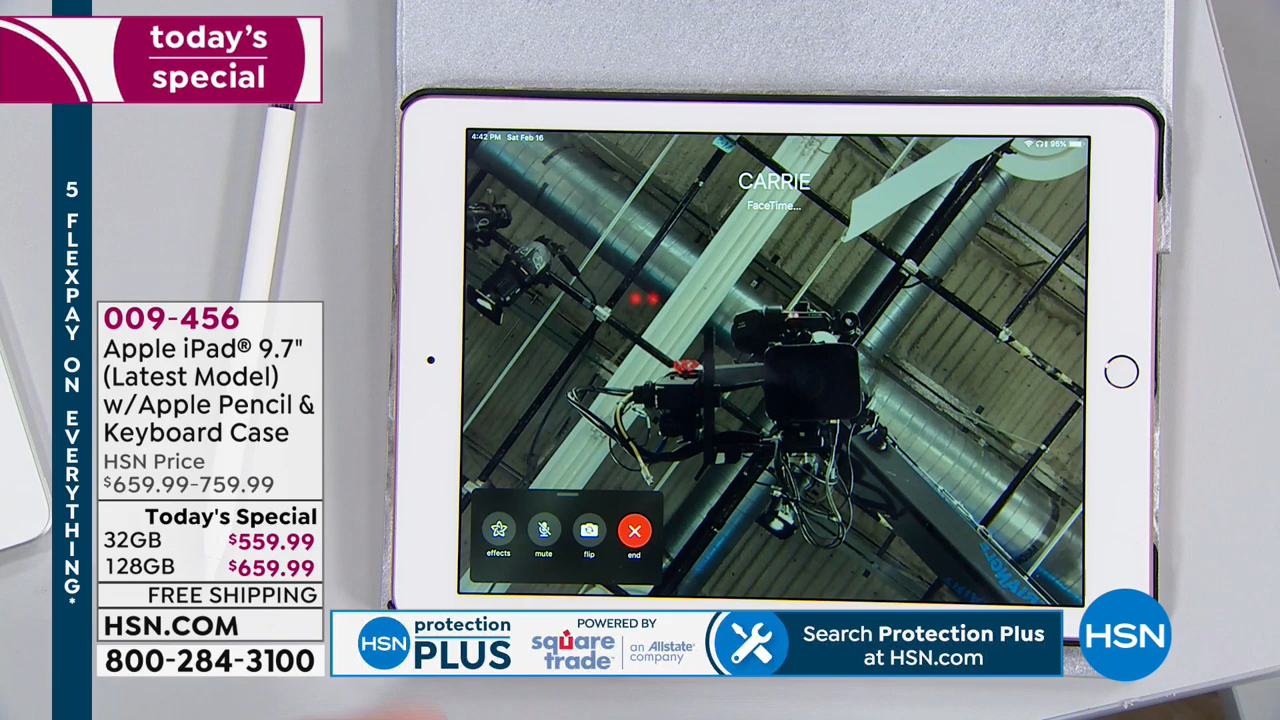 today's
special
5 FLEXPAY ON EVERYTHING*
009-456
Apple iPad® 9.7"
(Latest Model)
w/Apple Pencil &
Keyboard Case
HSN Price
$659.99-759.99
Today's Special
32GB $559.99
128GB $659.99
FREE SHIPPING
HSN.COM
800-284-3100
4:42 PM Sat Feb 16
95%
CARRIE
FaceTime...
effects mute flip end
HSN
protection
PLUS
POWERED BY
square
trade
an Allstate®
company
Search Protection Plus
at HSN.com
HSN